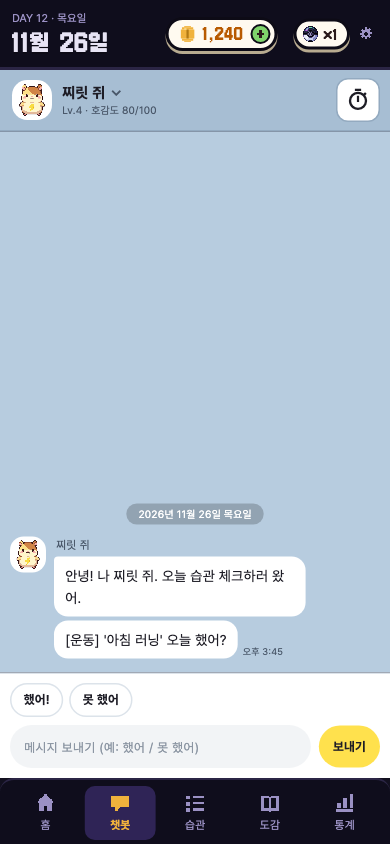 DAY 12 · 목요일
11월 26일
1,240
×1
찌릿 쥐
Lv.4 · 호감도 80/100
2026년 11월 26일 목요일
찌릿 쥐
안녕! 나 찌릿 쥐. 오늘 습관 체크하러 왔
어.
[운동] '아침 러닝' 오늘 했어?
오후 3:45
했어!
못 했어
메시지 보내기 (예: 했어 / 못 했어)
보내기
홈
챗봇
습관
도감
통계